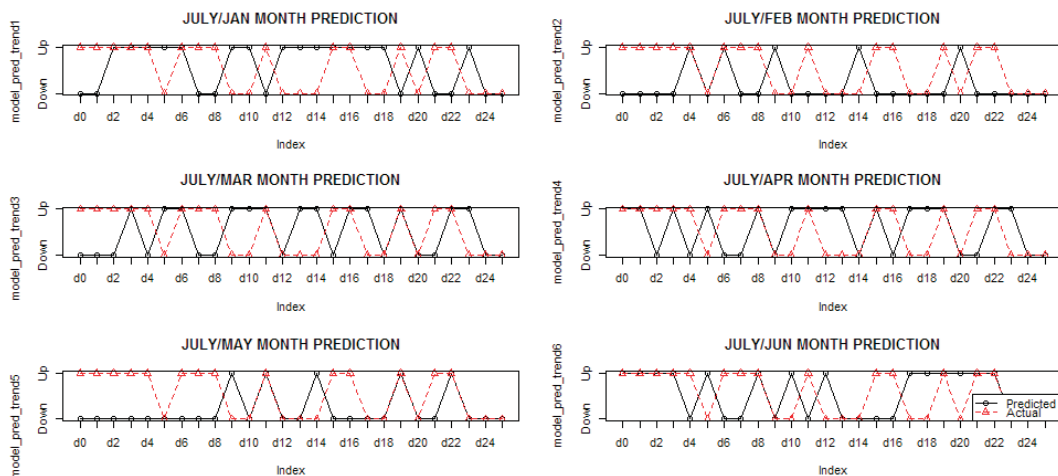 JULY/JAN MONTH PREDICTION
model_pred_trend1
Up
Down
d0 d2 d4 d6 d8 d10 d12 d14 d16 d18 d20 d22 d24
Index
JULY/FEB MONTH PREDICTION
model_pred_trend2
Up
Down
d0 d2 d4 d6 d8 d10 d12 d14 d16 d18 d20 d22 d24
Index
JULY/MAR MONTH PREDICTION
model_pred_trend3
Up
Down
d0 d2 d4 d6 d8 d10 d12 d14 d16 d18 d20 d22 d24
Index
JULY/APR MONTH PREDICTION
model_pred_trend4
Up
Down
d0 d2 d4 d6 d8 d10 d12 d14 d16 d18 d20 d22 d24
Index
JULY/MAY MONTH PREDICTION
model_pred_trend5
Up
Down
d0 d2 d4 d6 d8 d10 d12 d14 d16 d18 d20 d22 d24
Index
JULY/JUN MONTH PREDICTION
model_pred_trend6
Up
Down
Predicted
Actual
d0 d2 d4 d6 d8 d10 d12 d14 d16 d18 d20 d22 d24
Index